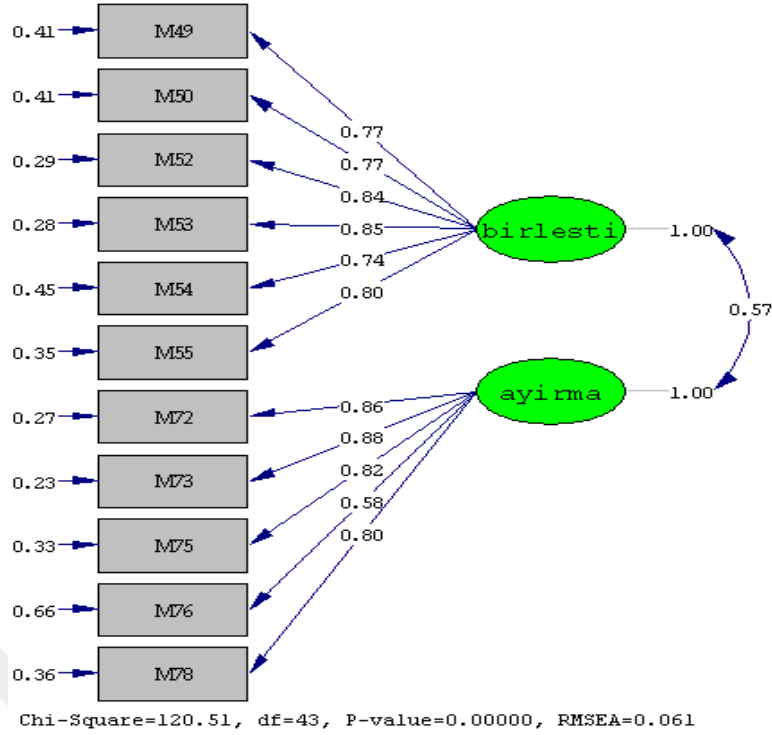 0.41 M49
0.41 M50
0.77
0.29 M52
0.77
0.84
0.28 M53
0.85
birlesti 1.00
0.74
0.45 M54
0.80
0.57
0.35 M55
0.86
ayirma 1.00
0.27 M72
0.88
0.82
0.23 M73
0.58
0.80
0.33 M75
0.66 M76
0.36 M78
Chi-Square=120.51, df=43, P-value=0.00000, RMSEA=0.061